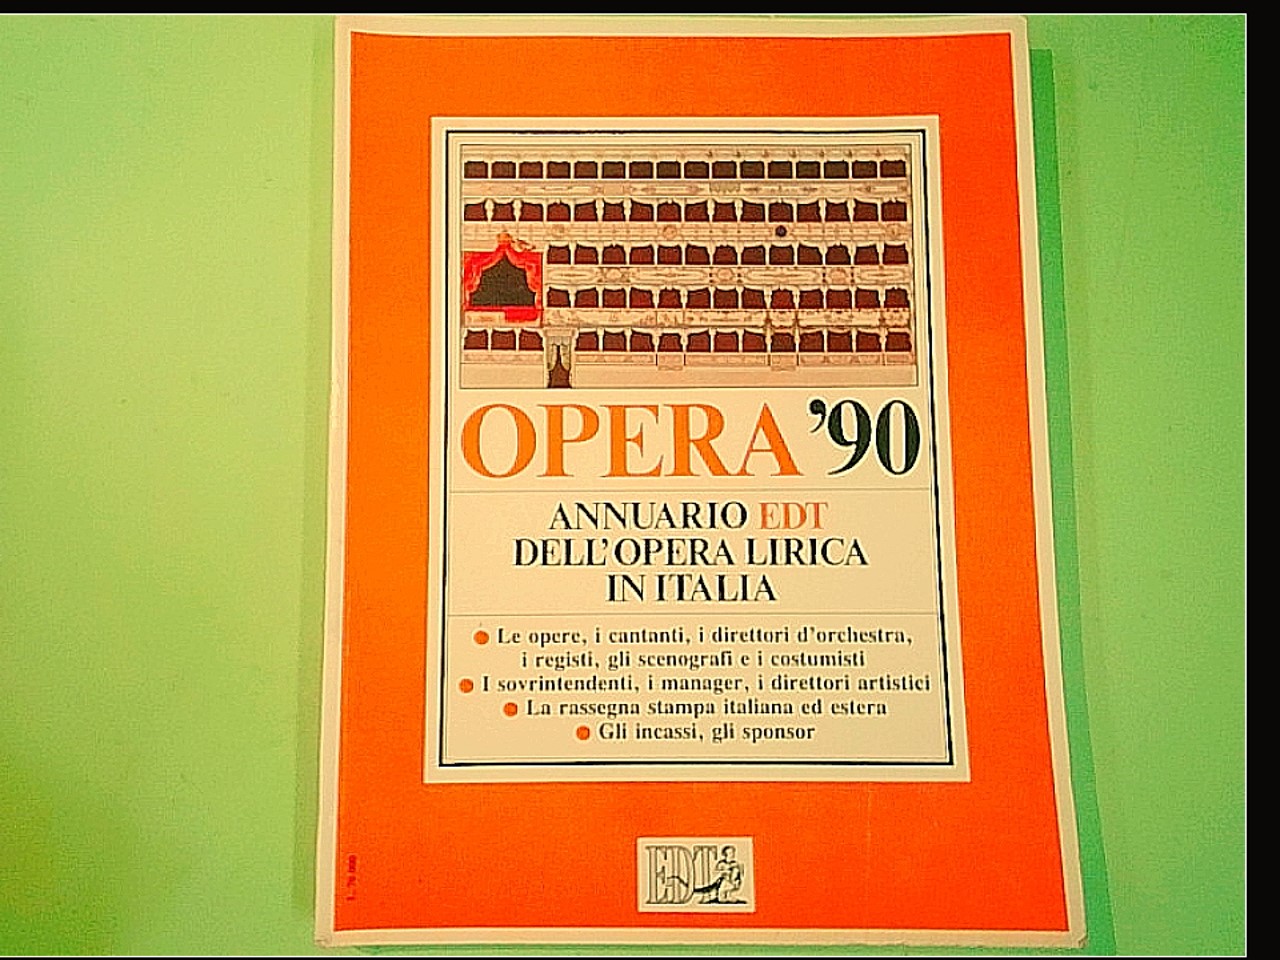 OPERA '90
ANNUARIO EDT
DELL'OPERA LIRICA
IN ITALIA
● Le opere, i cantanti, i direttori d'orchestra,
i registi, gli scenografi e i costumisti
● I sovrintendenti, i manager, i direttori artistici
● La rassegna stampa italiana ed estera
● Gli incassi, gli sponsor
EDT